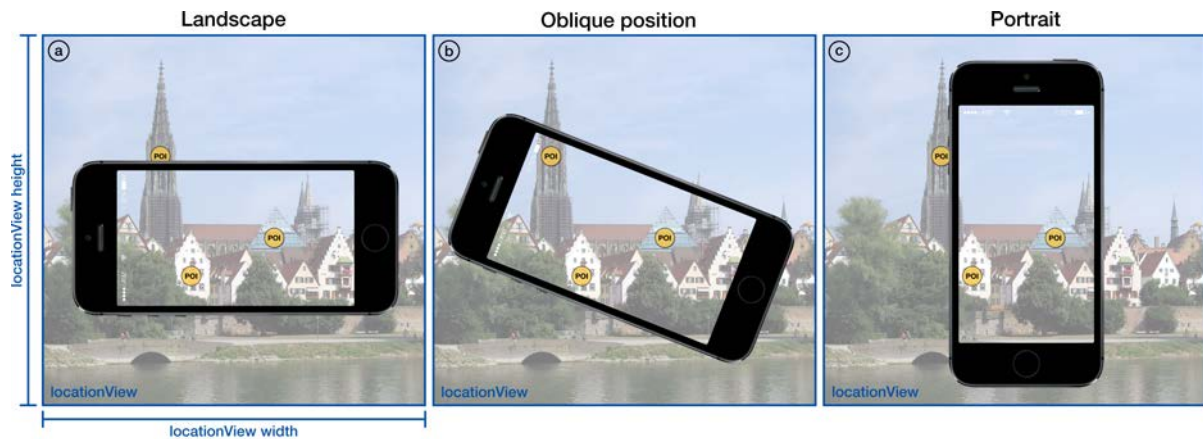 Landscape
Oblique position
Portrait
a
b
c
locationView height
POI
POI
POI
POI
POI
POI
POI
POI
POI
locationView
locationView
locationView
locationView width